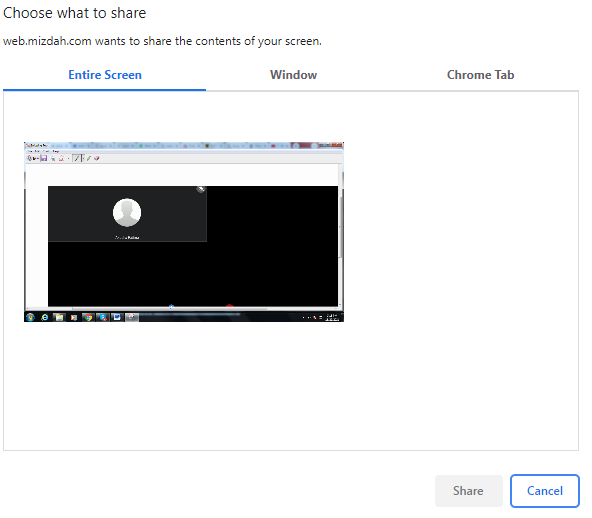 Choose what to share
web.mizdah.com wants to share the contents of your screen.
Entire Screen
Window
Chrome Tab
Share
Cancel